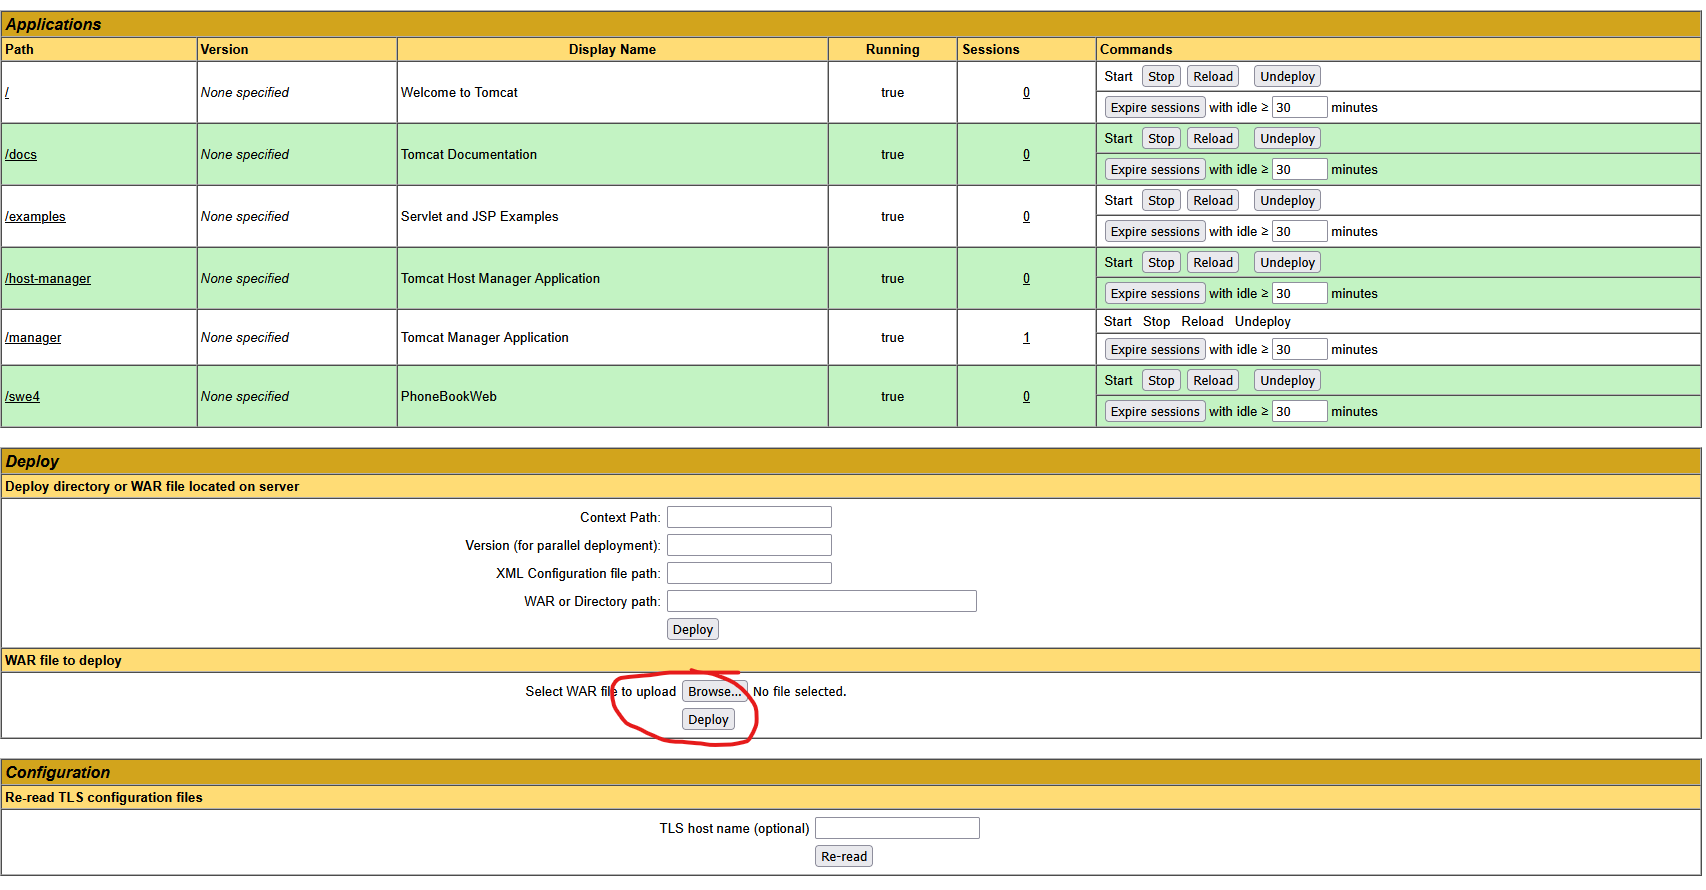 Applications
Path Version Display Name Running Sessions Commands
/ None specified Welcome to Tomcat true 0 Start Stop Reload Undeploy
Expire sessions with idle ≥ 30 minutes
/docs None specified Tomcat Documentation true 0 Start Stop Reload Undeploy
Expire sessions with idle ≥ 30 minutes
/examples None specified Servlet and JSP Examples true 0 Start Stop Reload Undeploy
Expire sessions with idle ≥ 30 minutes
/host-manager None specified Tomcat Host Manager Application true 0 Start Stop Reload Undeploy
Expire sessions with idle ≥ 30 minutes
/manager None specified Tomcat Manager Application true 1 Start Stop Reload Undeploy
Expire sessions with idle ≥ 30 minutes
/swe4 None specified PhoneBookWeb true 0 Start Stop Reload Undeploy
Expire sessions with idle ≥ 30 minutes
Deploy
Deploy directory or WAR file located on server
Context Path:
Version (for parallel deployment):
XML Configuration file path:
WAR or Directory path:
Deploy
WAR file to deploy
Select WAR file to upload Browse... No file selected.
Deploy
Configuration
Re-read TLS configuration files
TLS host name (optional)
Re-read